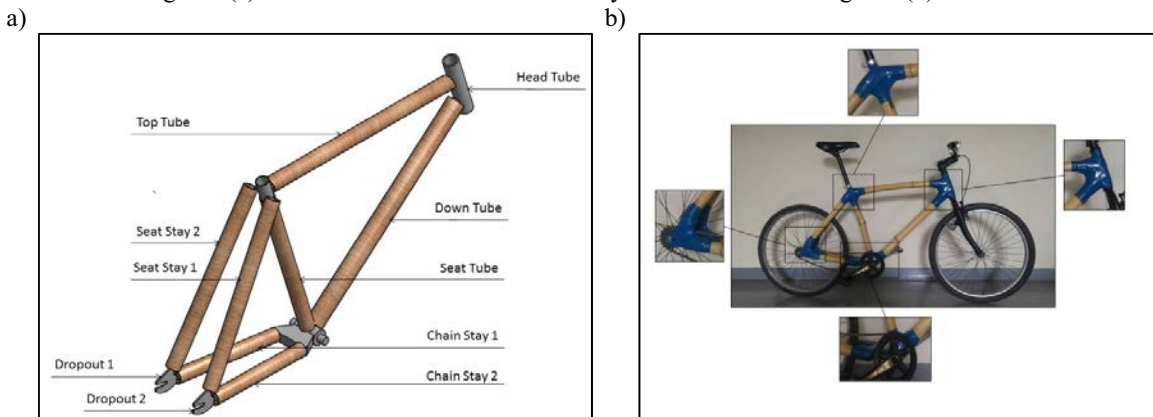 a)
b)
Head Tube
Top Tube
Down Tube
Seat Stay 2
Seat Stay 1
Seat Tube
Chain Stay 1
Dropout 1
Chain Stay 2
Dropout 2